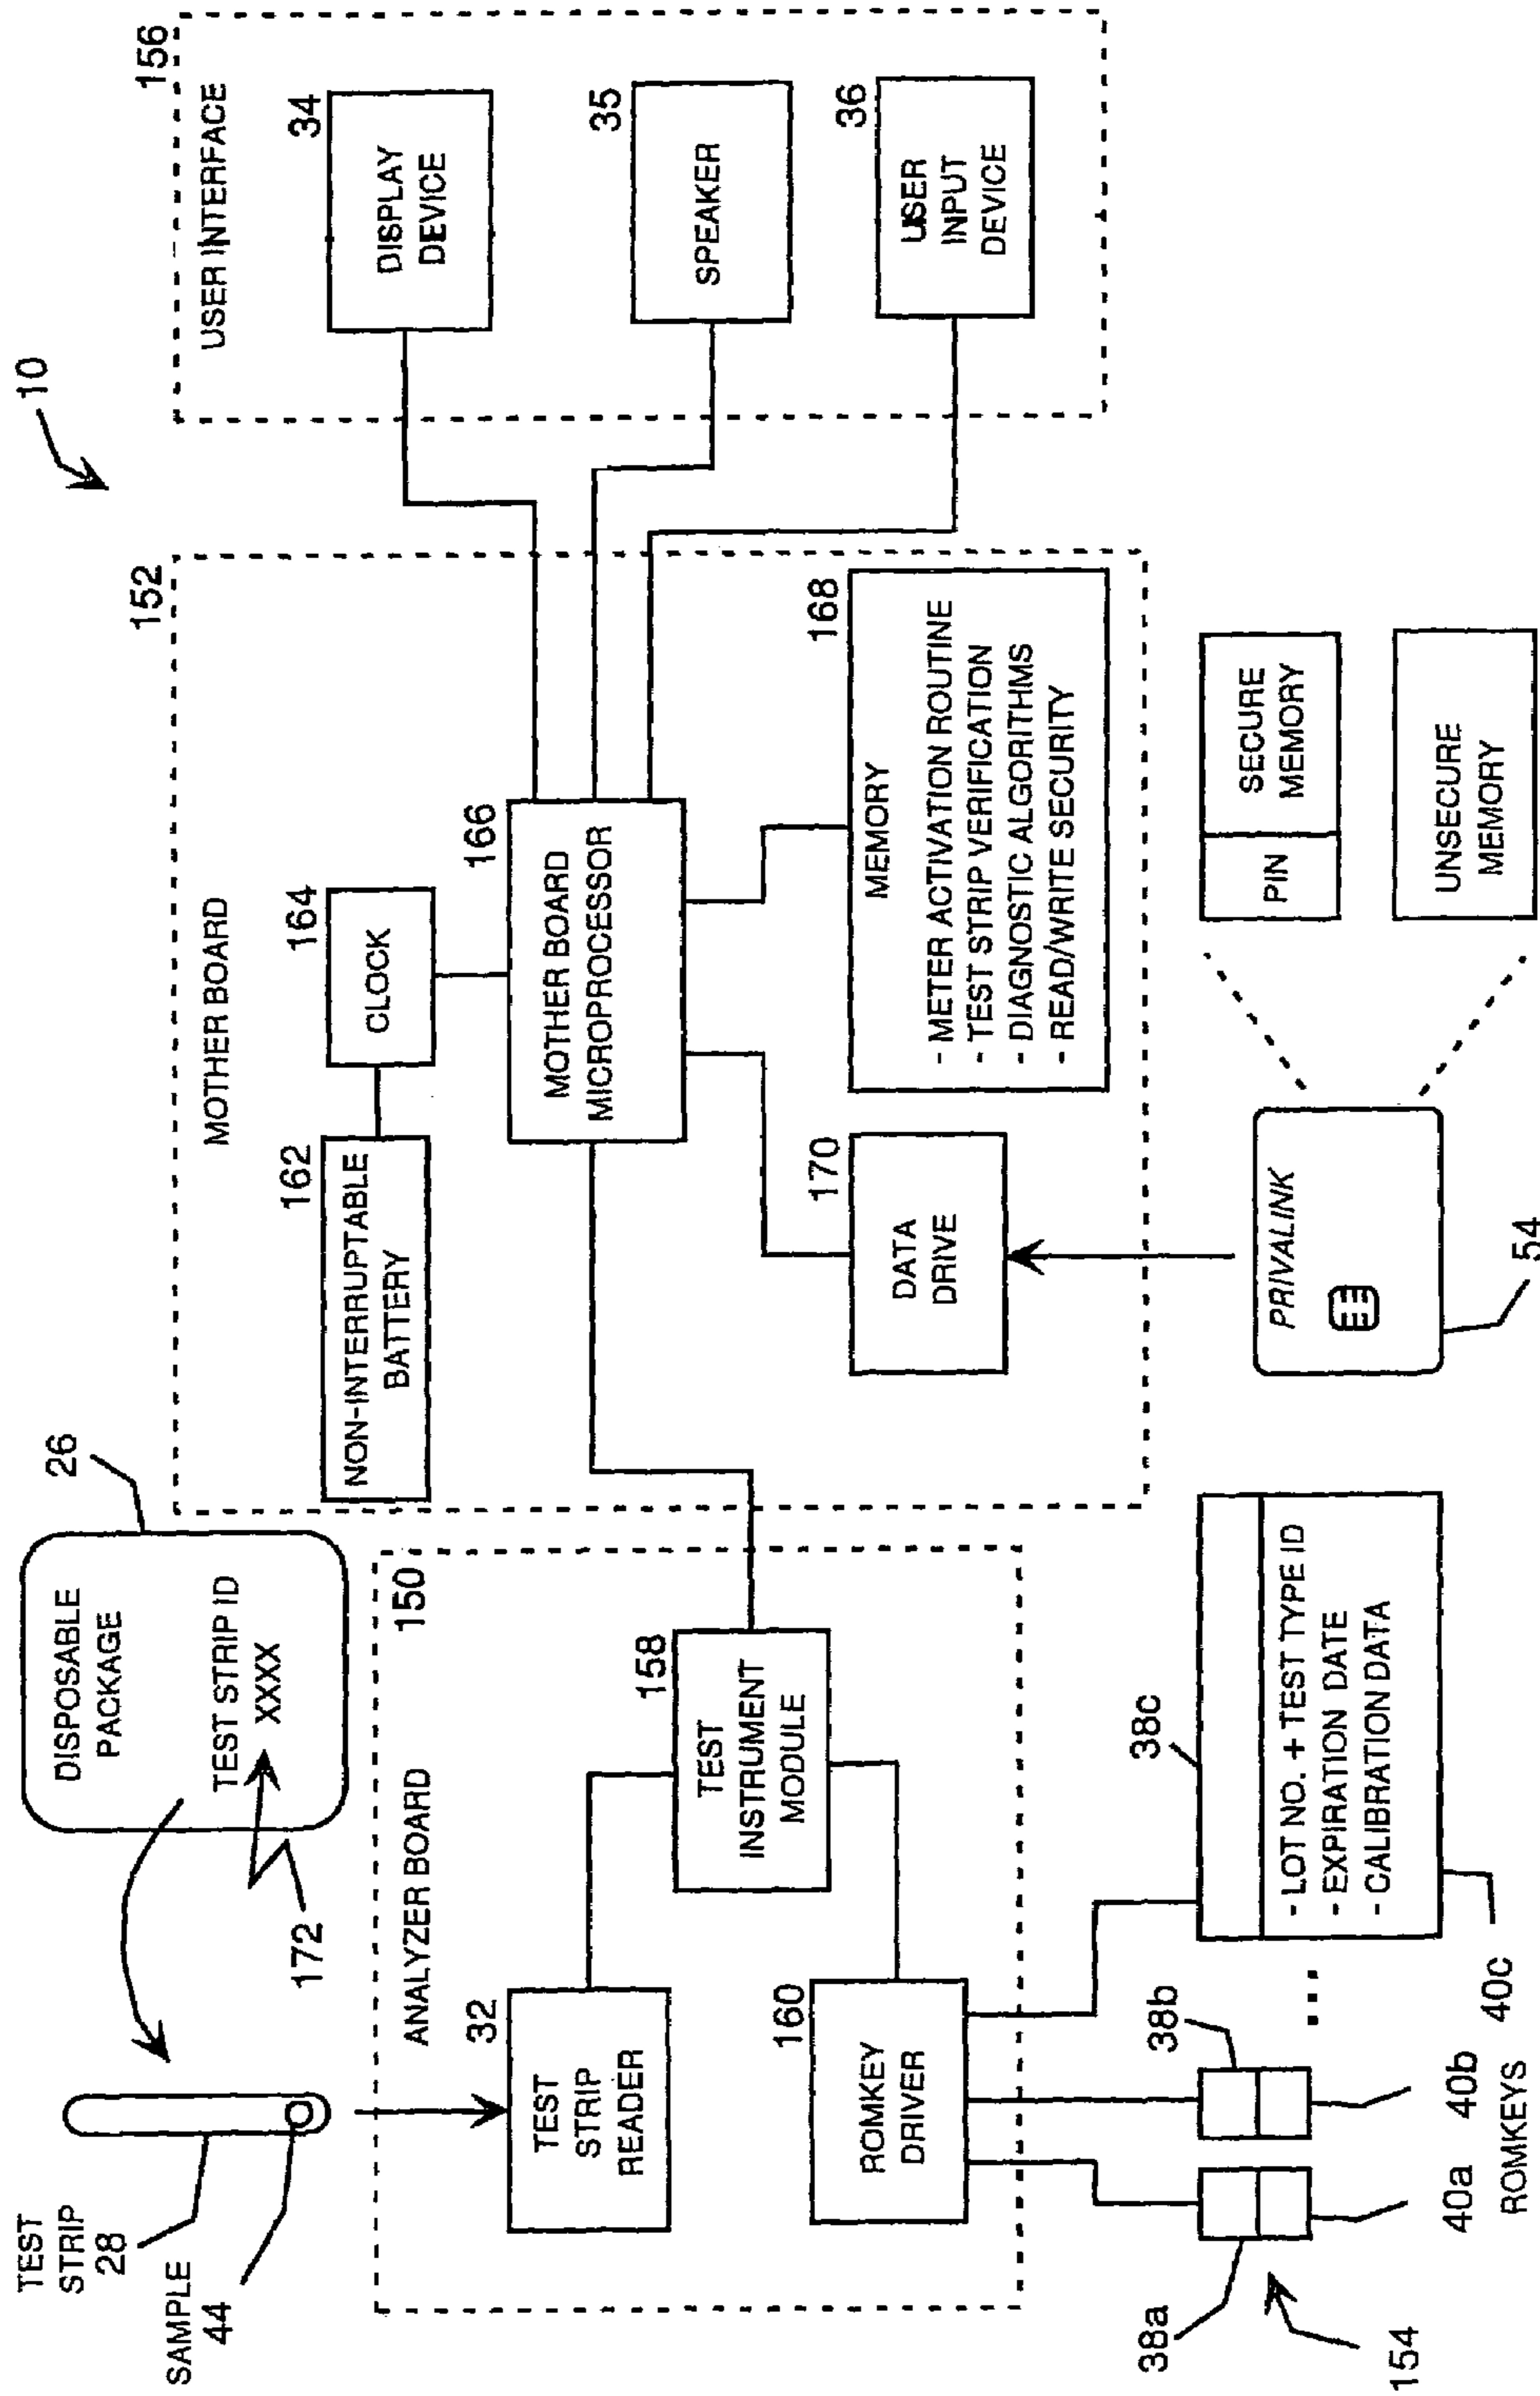 10
TEST
STRIP
28
SAMPLE
44
172
DISPOSABLE
PACKAGE
TEST STRIP ID
XXXX
26
150
ANALYZER BOARD
32
TEST
STRIP
READER
158
TEST
INSTRUMENT
MODULE
160
ROMKEY
DRIVER
38a
38b
38c
- LOT NO. + TEST TYPE ID
- EXPIRATION DATE
- CALIBRATION DATA
...
154
40a
40b
40c
ROMKEYS
152
MOTHER BOARD
162
NON-INTERRUPTABLE
BATTERY
164
CLOCK
166
MOTHER BOARD
MICROPROCESSOR
170
DATA
DRIVE
168
MEMORY
- METER ACTIVATION ROUTINE
- TEST STRIP VERIFICATION
- DIAGNOSTIC ALGORITHMS
- READ/WRITE SECURITY
PRIVALINK
54
PIN
SECURE
MEMORY
UNSECURE
MEMORY
156
USER INTERFACE
34
DISPLAY
DEVICE
35
SPEAKER
36
USER
INPUT
DEVICE